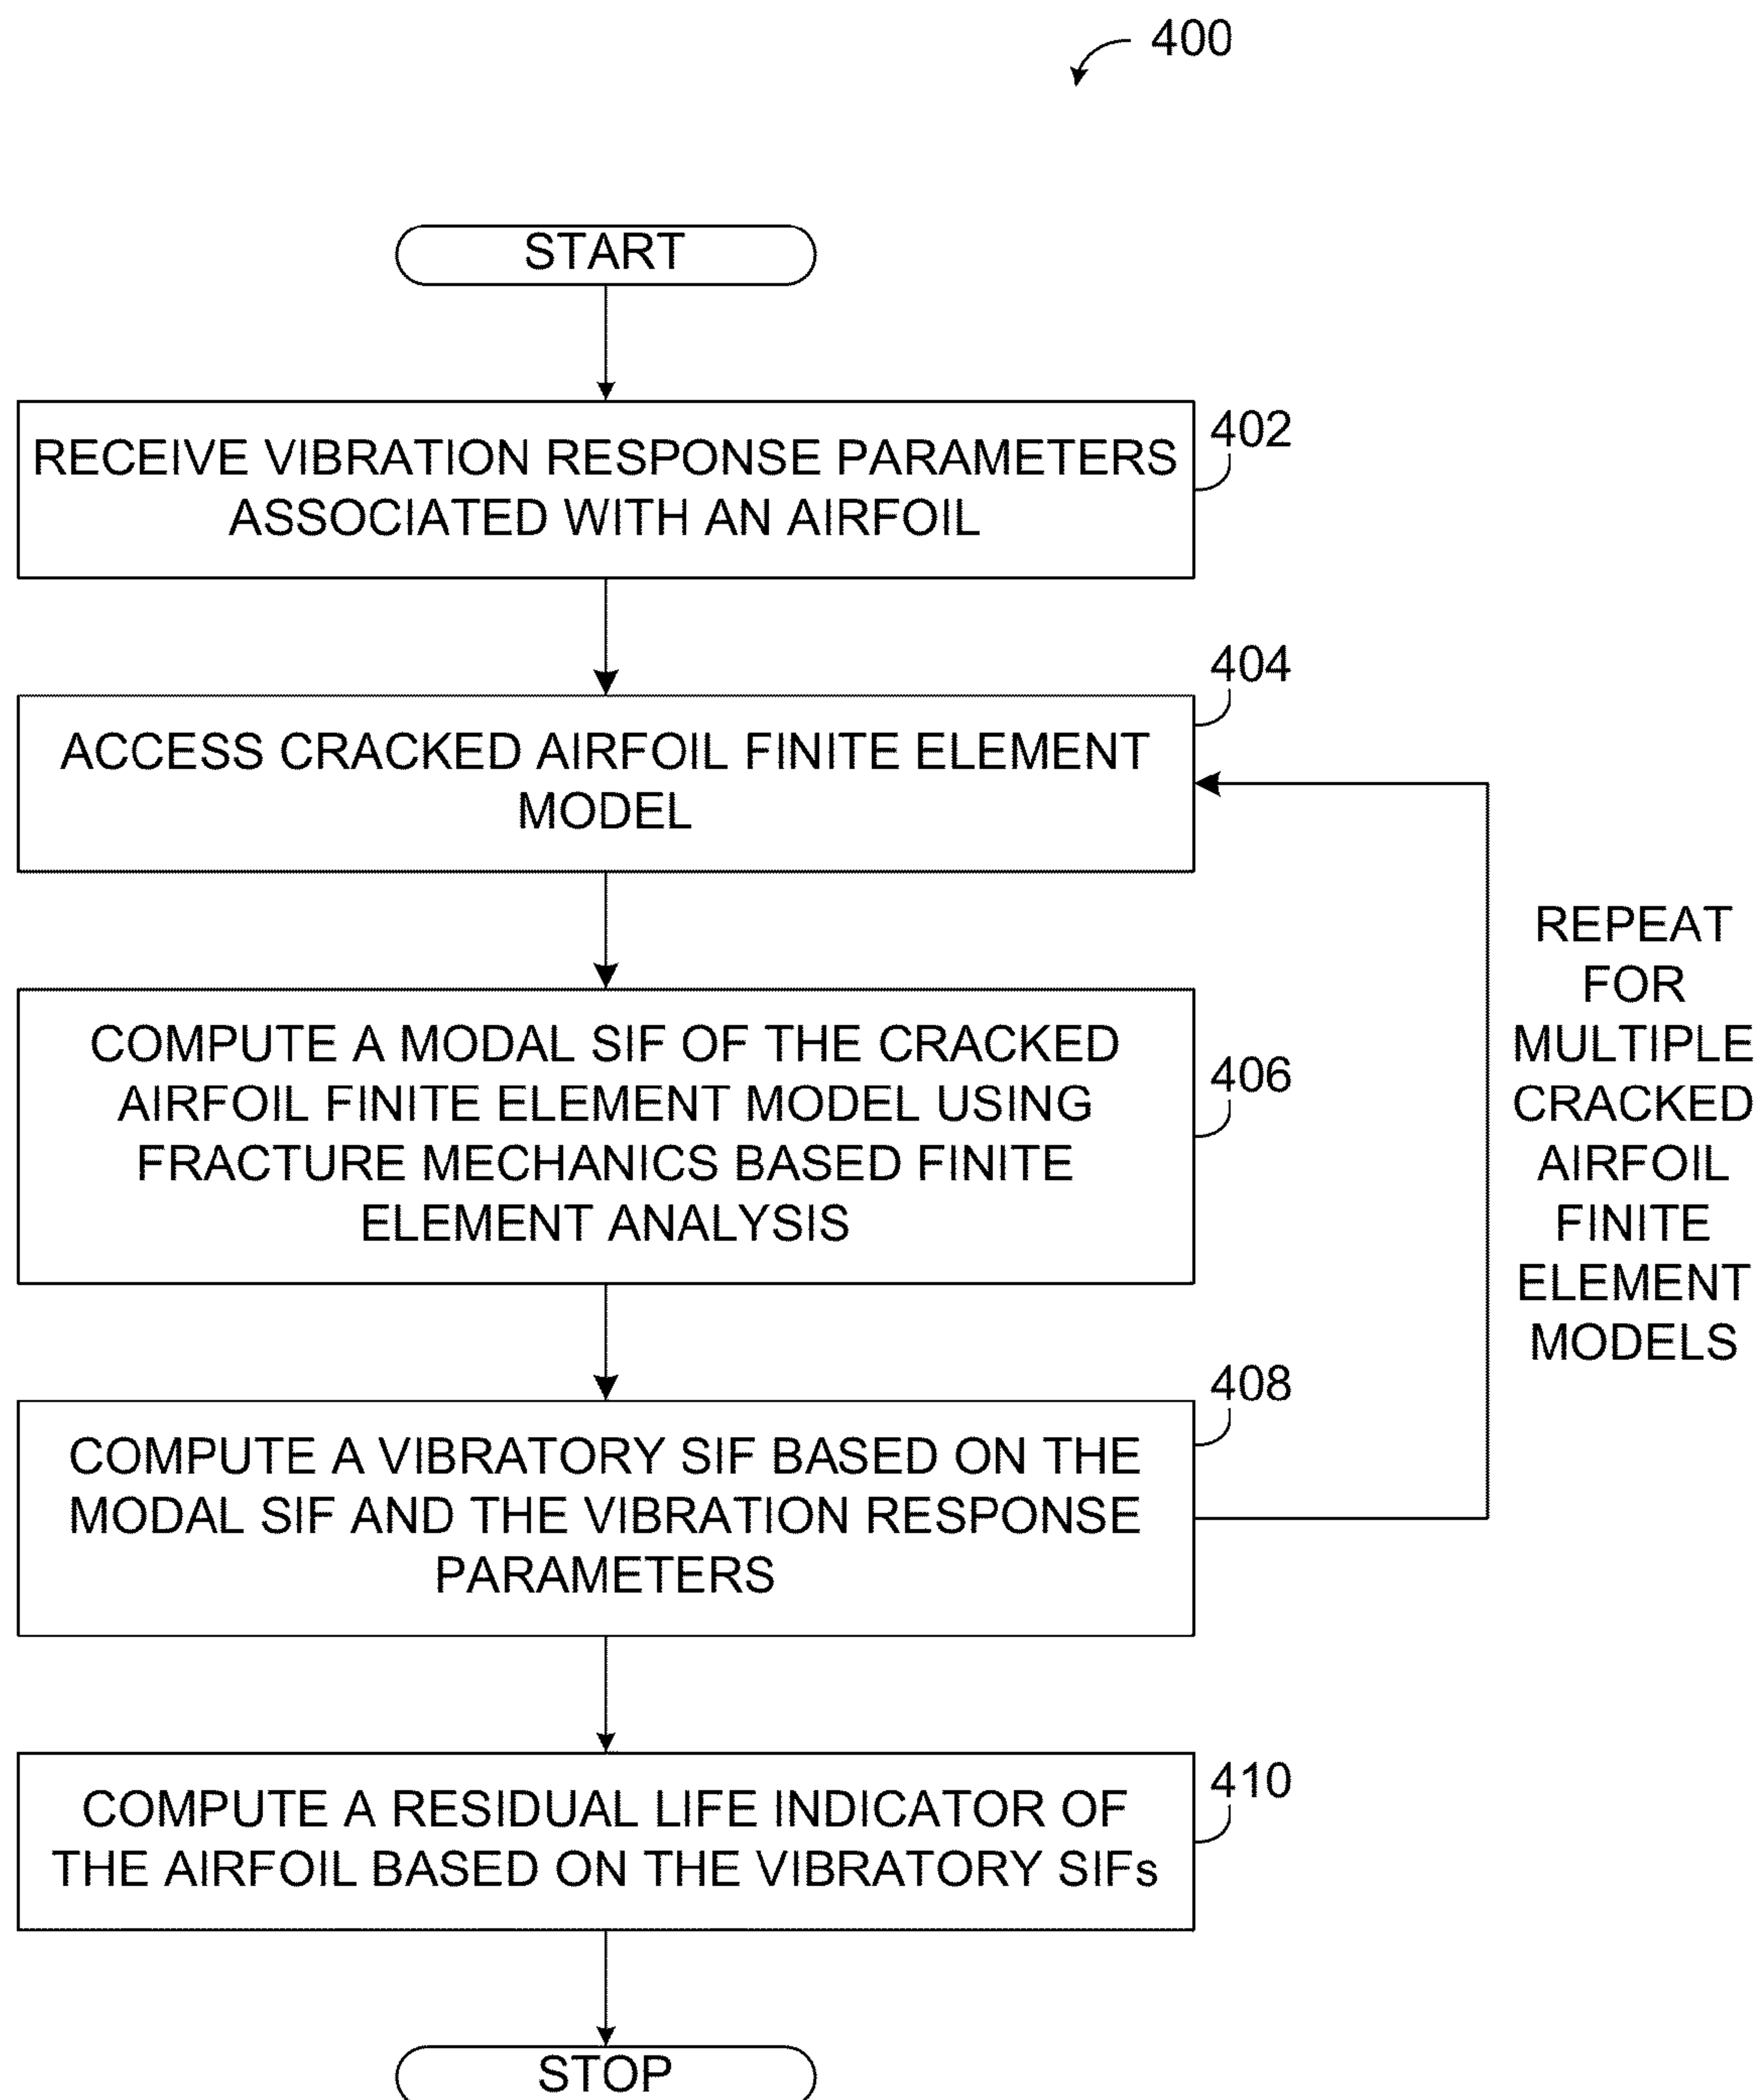 400
START
402
RECEIVE VIBRATION RESPONSE PARAMETERS
ASSOCIATED WITH AN AIRFOIL
404
ACCESS CRACKED AIRFOIL FINITE ELEMENT
MODEL
406
COMPUTE A MODAL SIF OF THE CRACKED
AIRFOIL FINITE ELEMENT MODEL USING
FRACTURE MECHANICS BASED FINITE
ELEMENT ANALYSIS
408
COMPUTE A VIBRATORY SIF BASED ON THE
MODAL SIF AND THE VIBRATION RESPONSE
PARAMETERS
REPEAT
FOR
MULTIPLE
CRACKED
AIRFOIL
FINITE
ELEMENT
MODELS
410
COMPUTE A RESIDUAL LIFE INDICATOR OF
THE AIRFOIL BASED ON THE VIBRATORY SIFs
STOP